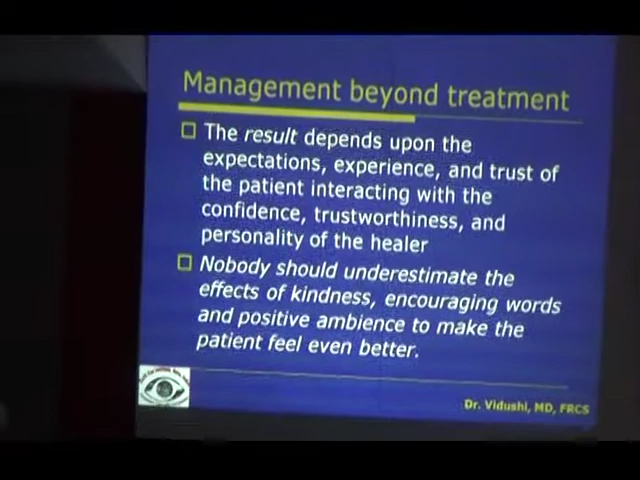 Management beyond treatment
The result depends upon the
expectations, experience, and trust of
the patient interacting with the
confidence, trustworthiness, and
personality of the healer
Nobody should underestimate the
effects of kindness, encouraging words
and positive ambience to make the
patient feel even better.
Dr. Vidushi, MD, FRCS